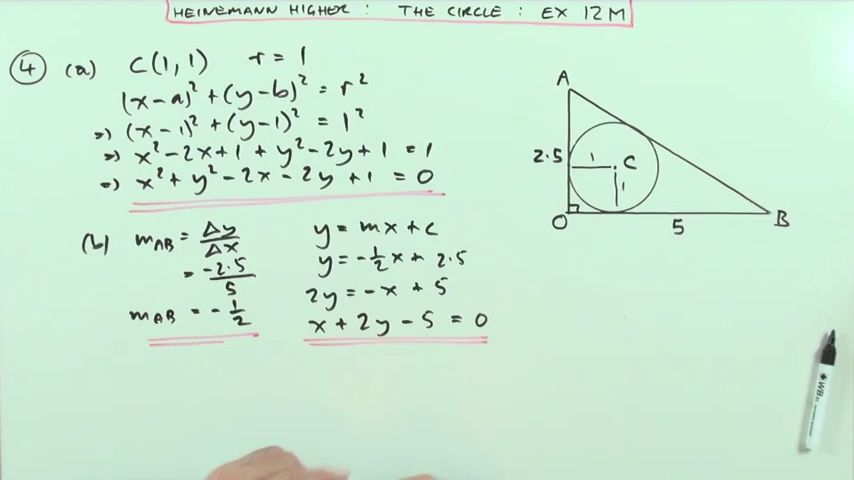 HEINEMANN HIGHER : THE CIRCLE : EX 12M
4 (a) C(1,1) r = 1
(x-a)² + (y-b)² = r²
⇒) (x-1)² + (y-1)² = 1²
⇒) x² - 2x + 1 + y² - 2y + 1 = 1
⇒) x² + y² - 2x - 2y + 1 = 0
(b) mAB = Δy/Δx
= -2·5/5
mAB = -1/2
y = mx + c
y = -1/2x + 2.5
2y = -x + 5
x + 2y - 5 = 0
A
2·5
1
C
1
O
5
B
WB